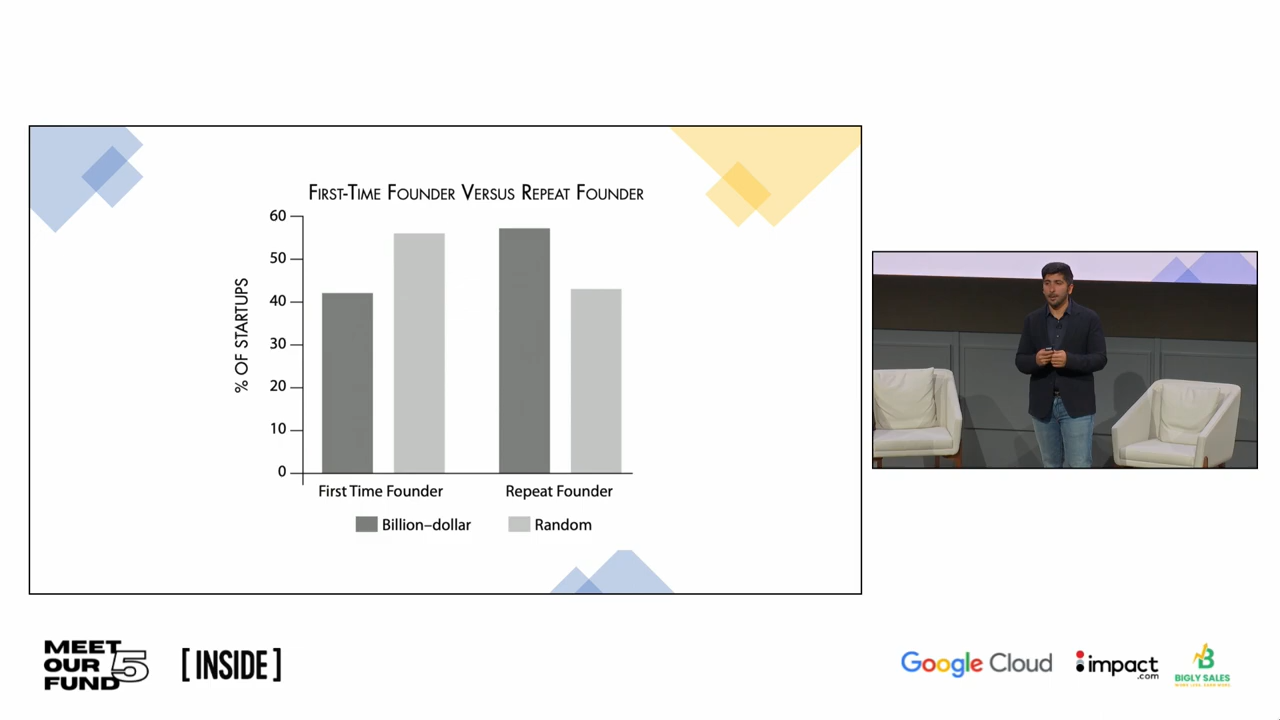 FIRST-TIME FOUNDER VERSUS REPEAT FOUNDER
% OF STARTUPS
60
50
40
30
20
10
0
First Time Founder
Repeat Founder
Billion–dollar
Random
MEET
OUR 5
FUND
[INSIDE]
Google Cloud
impact
.com
B
BIGLY SALES